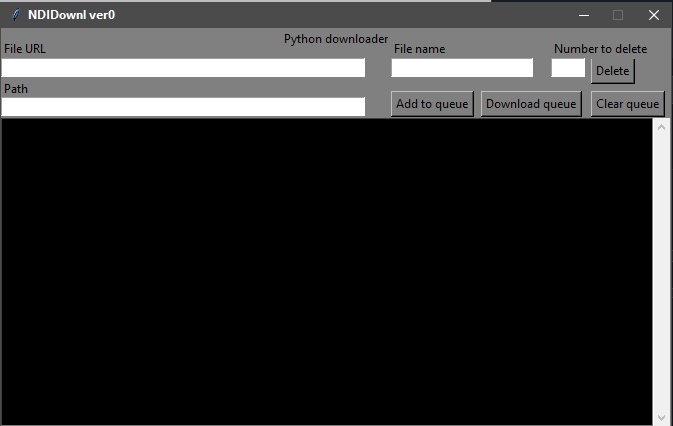 NDIDownl ver0
Python downloader
File URL
File name
Number to delete
Delete
Path
Add to queue
Download queue
Clear queue